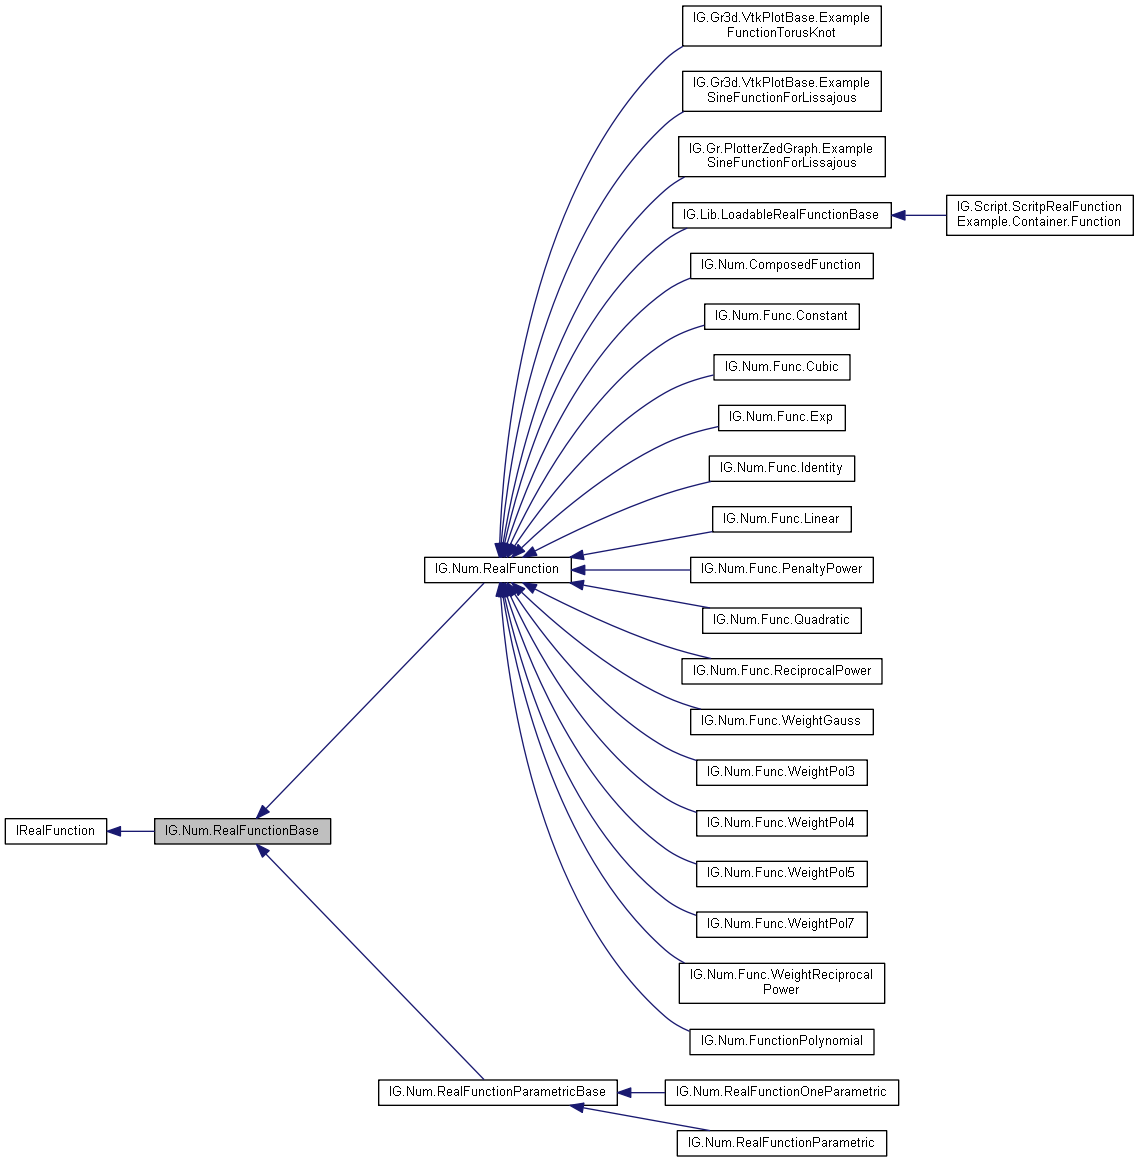 IG.Gr3d.VtkPlotBase.Example
FunctionTorusKnot
IG.Gr3d.VtkPlotBase.Example
SineFunctionForLissajous
IG.Gr.PlotterZedGraph.Example
SineFunctionForLissajous
IG.Lib.LoadableRealFunctionBase
IG.Script.ScritpRealFunction
Example.Container.Function
IG.Num.ComposedFunction
IG.Num.Func.Constant
IG.Num.Func.Cubic
IG.Num.Func.Exp
IG.Num.Func.Identity
IG.Num.Func.Linear
IG.Num.RealFunction
IG.Num.Func.PenaltyPower
IG.Num.Func.Quadratic
IG.Num.Func.ReciprocalPower
IG.Num.Func.WeightGauss
IG.Num.Func.WeightPol3
IG.Num.Func.WeightPol4
IRealFunction
IG.Num.RealFunctionBase
IG.Num.Func.WeightPol5
IG.Num.Func.WeightPol7
IG.Num.Func.WeightReciprocal
Power
IG.Num.FunctionPolynomial
IG.Num.RealFunctionParametricBase
IG.Num.RealFunctionOneParametric
IG.Num.RealFunctionParametric